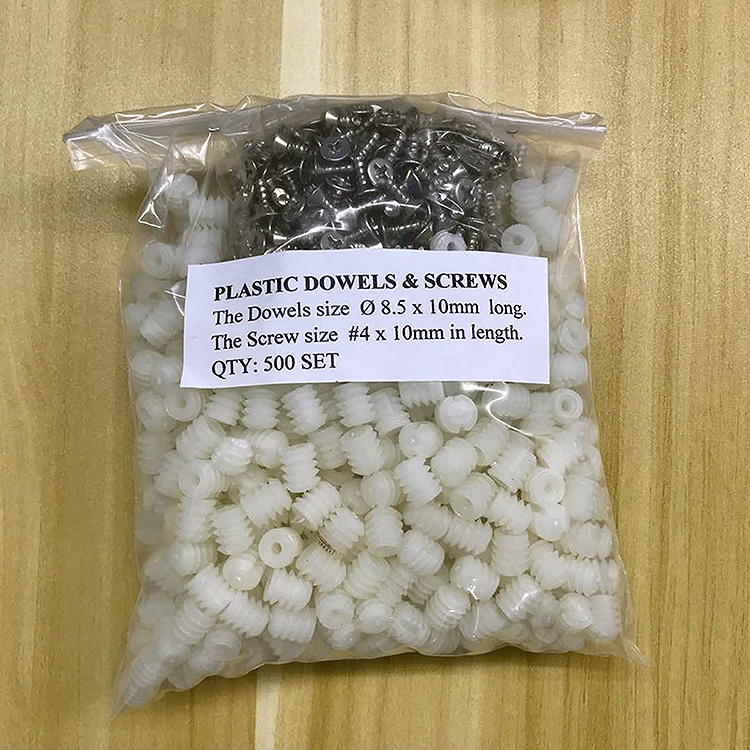 PLASTIC DOWELS & SCREWS
The Dowels size Ø 8.5 x 10mm long.
The Screw size #4 x 10mm in length.
QTY: 500 SET